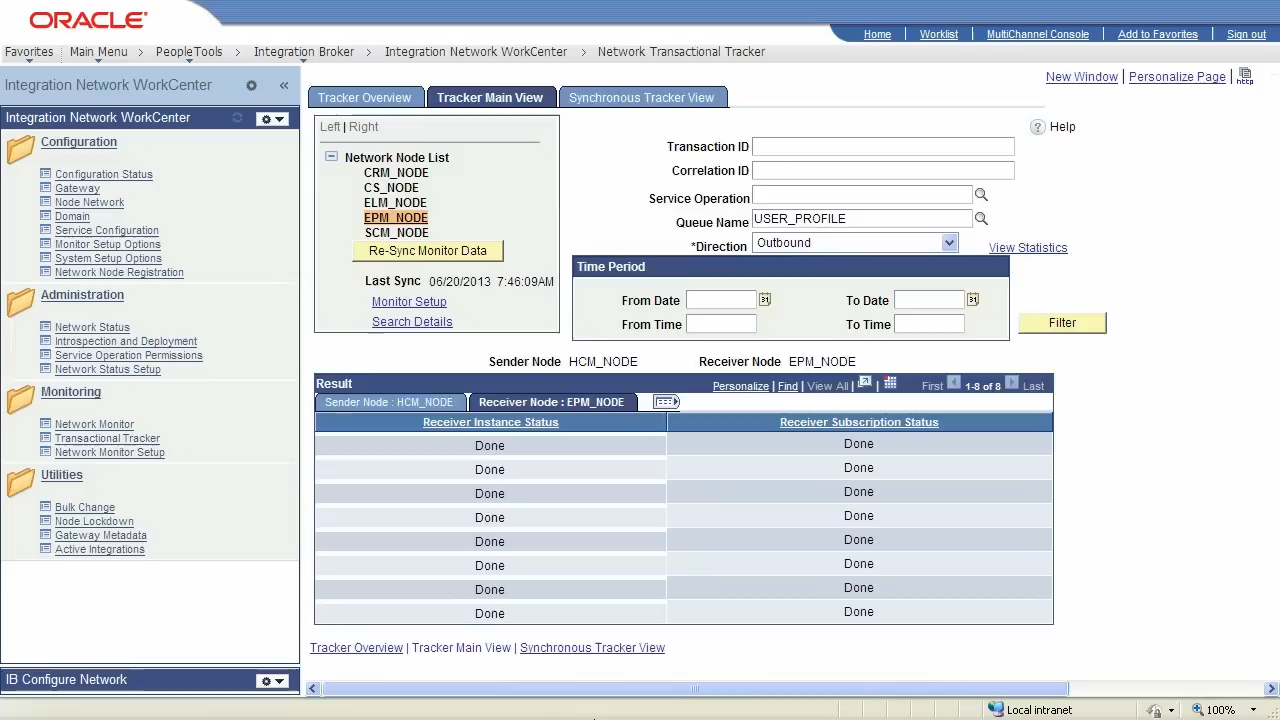 ORACLE
Home | Worklist | MultiChannel Console | Add to Favorites | Sign out
Favorites Main Menu > PeopleTools > Integration Broker > Integration Network WorkCenter > Network Transactional Tracker
Integration Network WorkCenter «
New Window | Personalize Page | http
Integration Network WorkCenter
Configuration
Configuration Status
Gateway
Node Network
Domain
Service Configuration
Monitor Setup Options
System Setup Options
Network Node Registration
Administration
Network Status
Introspection and Deployment
Service Operation Permissions
Network Status Setup
Monitoring
Network Monitor
Transactional Tracker
Network Monitor Setup
Utilities
Bulk Change
Node Lockdown
Gateway Metadata
Active Integrations
IB Configure Network
Tracker Overview Tracker Main View Synchronous Tracker View
Left | Right
Network Node List
CRM_NODE
CS_NODE
ELM_NODE
EPM_NODE
SCM_NODE
Re-Sync Monitor Data
Last Sync 06/20/2013 7:46:09AM
Monitor Setup
Search Details
? Help
Transaction ID
Correlation ID
Service Operation
Queue Name USER_PROFILE
*Direction Outbound View Statistics
Time Period
From Date 31 To Date 31
From Time To Time
Filter
Sender Node HCM_NODE Receiver Node EPM_NODE
Result Personalize | Find | View All | | First 1-8 of 8 Last
Sender Node : HCM_NODE Receiver Node : EPM_NODE
Receiver Instance Status Receiver Subscription Status
Done Done
Done Done
Done Done
Done Done
Done Done
Done Done
Done Done
Done Done
Tracker Overview | Tracker Main View | Synchronous Tracker View
Local intranet 100%